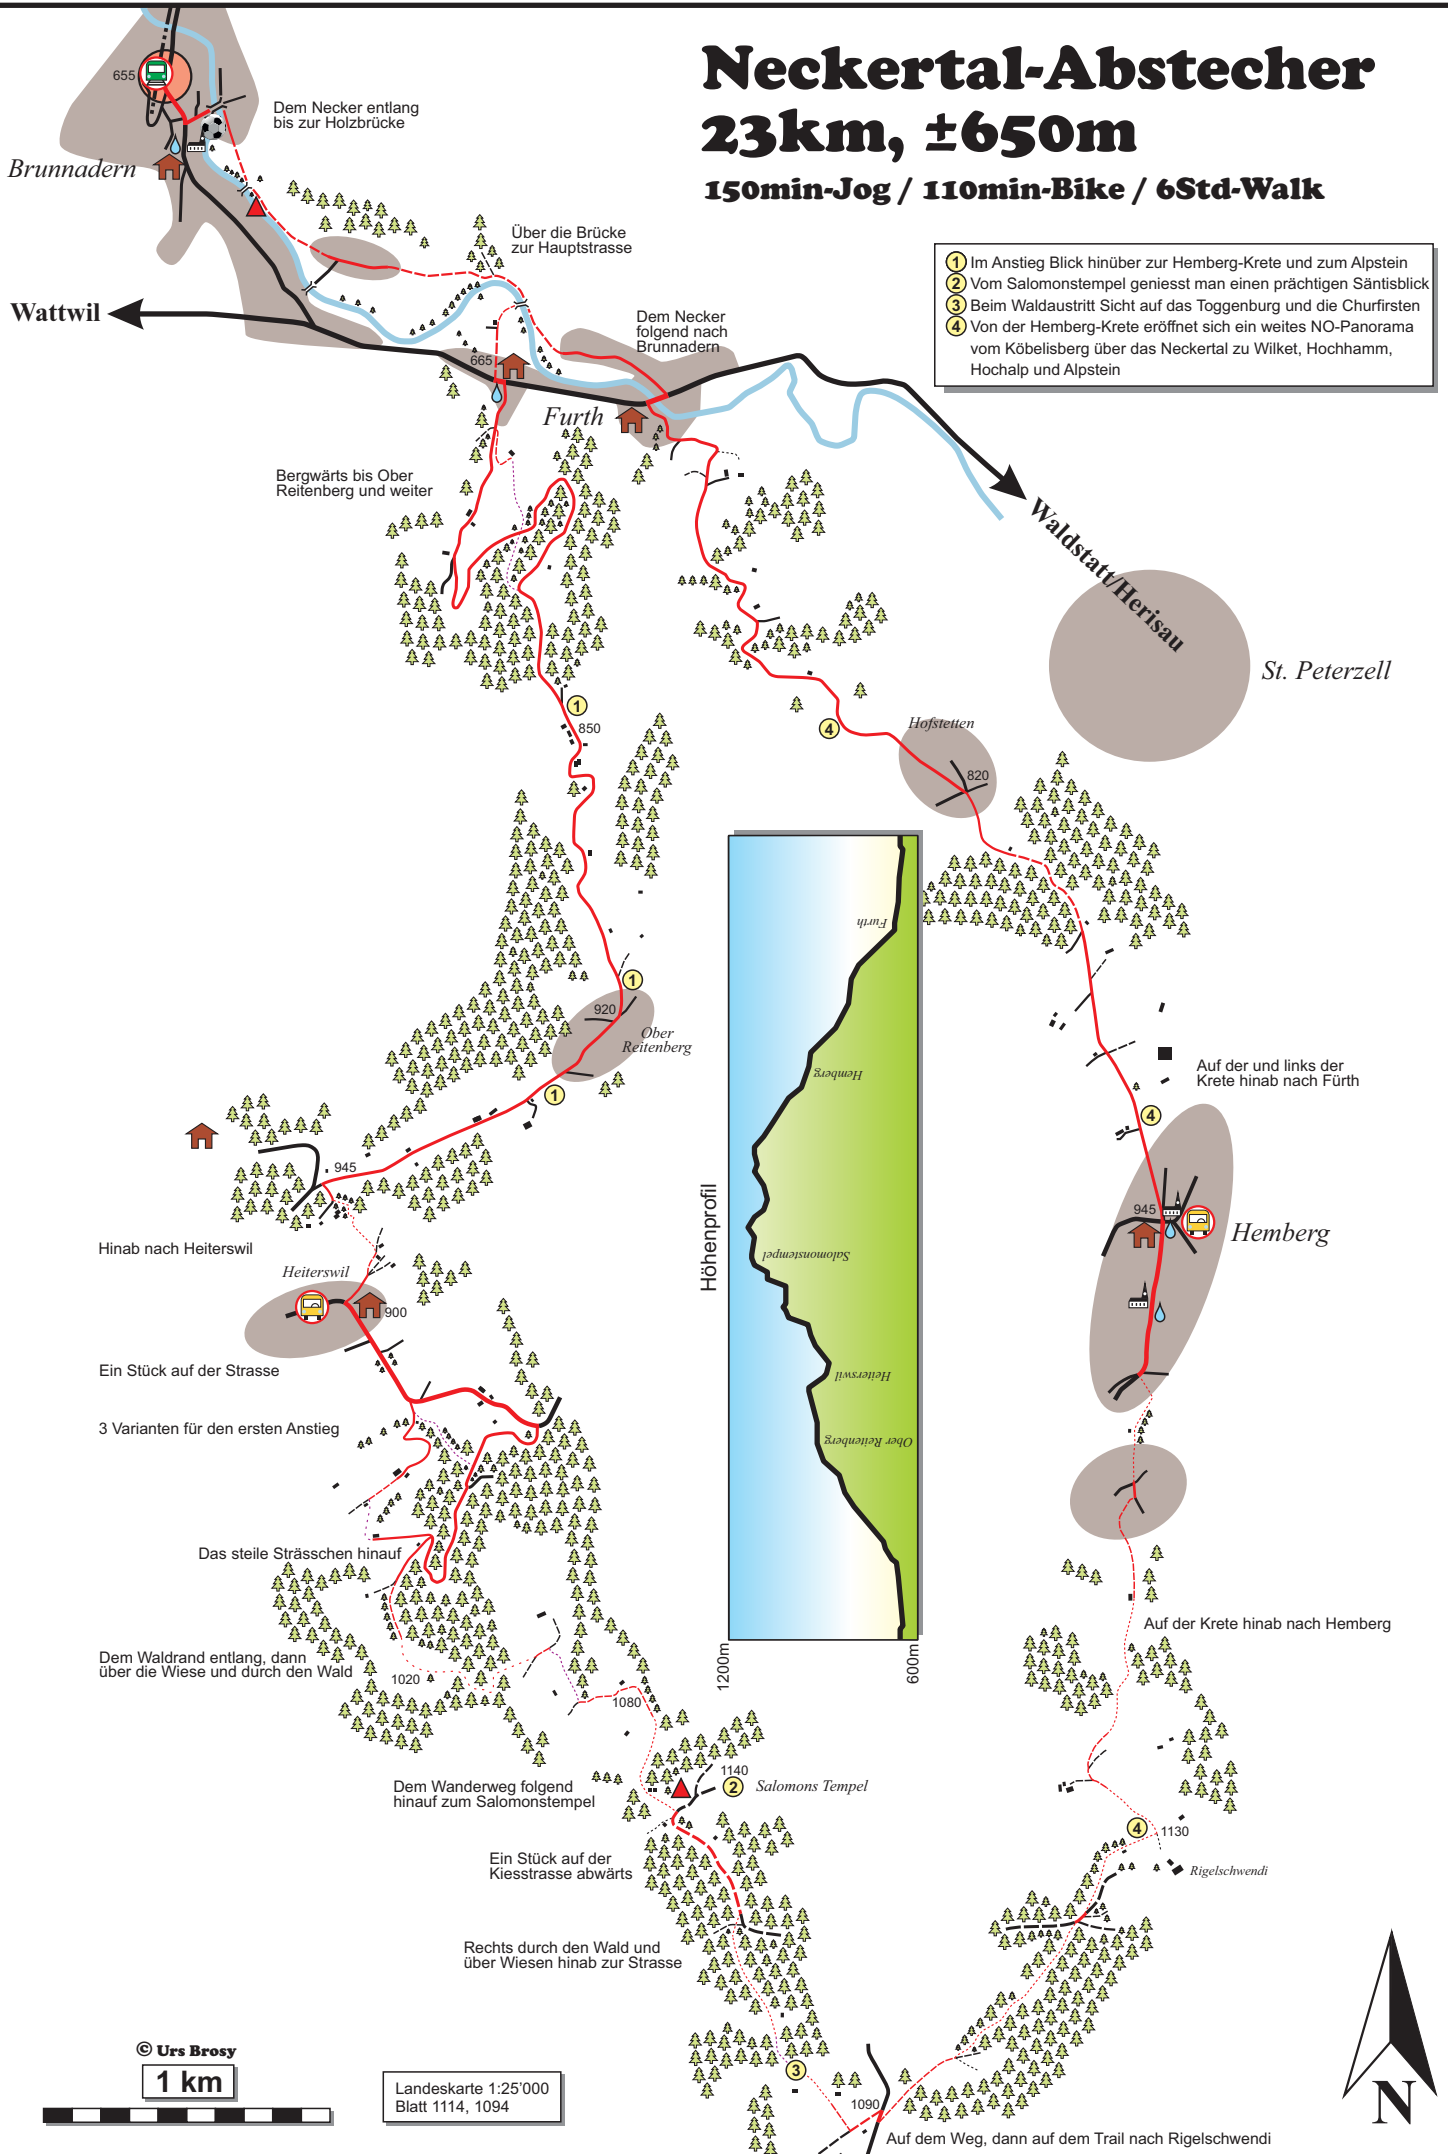 Neckertal-Abstecher
23km, ±650m
150min-Jog / 110min-Bike / 6Std-Walk
655
Dem Necker entlang
bis zur Holzbrücke
Brunnadern
Über die Brücke
zur Hauptstrasse
1 Im Anstieg Blick hinüber zur Hemberg-Krete und zum Alpstein
2 Vom Salomonstempel geniesst man einen prächtigen Säntisblick
3 Beim Waldaustritt Sicht auf das Toggenburg und die Churfirsten
4 Von der Hemberg-Krete eröffnet sich ein weites NO-Panorama
vom Köbelisberg über das Neckertal zu Wilket, Hochhamm,
Hochalp und Alpstein
Wattwil
Dem Necker
folgend nach
Brunnadern
665
Furth
Bergwärts bis Ober
Reitenberg und weiter
Waldstatt/Herisau
St. Peterzell
1
850
4
Hofstetten
820
Furth
1
920
Ober
Reitenberg
Hemberg
Auf der und links der
Krete hinab nach Fürth
1
4
945
Höhenprofil
945
Hemberg
Hinab nach Heiterswil
Salomonstempel
Heiterswil
900
Ein Stück auf der Strasse
Heiterswil
3 Varianten für den ersten Anstieg
Ober Reitenberg
Das steile Strässchen hinauf
Auf der Krete hinab nach Hemberg
Dem Waldrand entlang, dann
über die Wiese und durch den Wald
1020
1200m
600m
1080
1140
Dem Wanderweg folgend
hinauf zum Salomonstempel
2
Salomons Tempel
4
1130
Ein Stück auf der
Kiesstrasse abwärts
Rigelschwendi
Rechts durch den Wald und
über Wiesen hinab zur Strasse
© Urs Brosy
1 km
3
Landeskarte 1:25'000
Blatt 1114, 1094
1090
N
Auf dem Weg, dann auf dem Trail nach Rigelschwendi